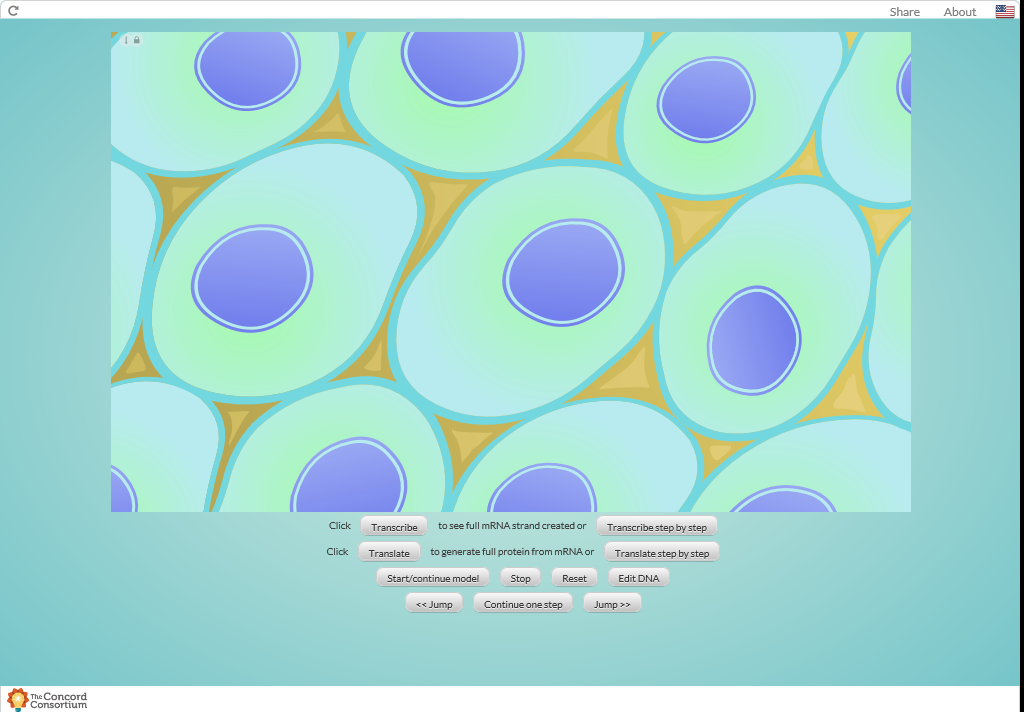 Share About
Click Transcribe to see full mRNA strand created or Transcribe step by step
Click Translate to generate full protein from mRNA or Translate step by step
Start/continue model Stop Reset Edit DNA
<< Jump Continue one step Jump >>
The Concord
Consortium